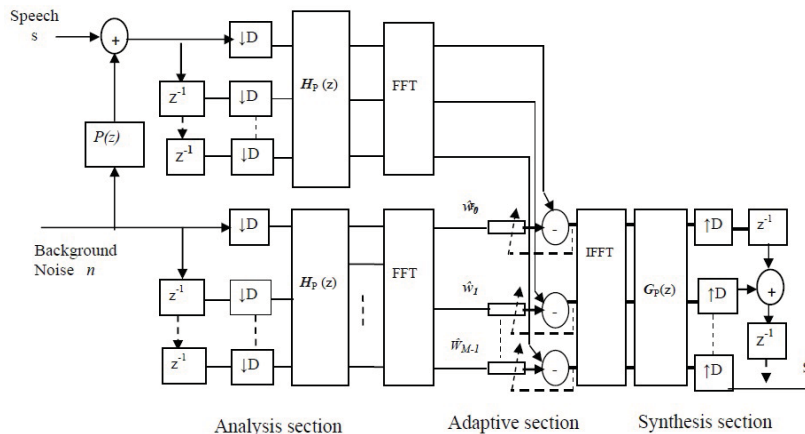 Speech
s
+
↓D
z⁻¹
↓D
z⁻¹
↓D
H_P (z)
FFT
P(z)
Background
Noise n
↓D
z⁻¹
↓D
z⁻¹
↓D
H_P (z)
FFT
ŵ₁
Ŵ_M-1
-
-
-
IFFT
G_P(z)
↑D
z⁻¹
↑D
+
z⁻¹
↑D
Analysis section
Adaptive section
Synthesis section